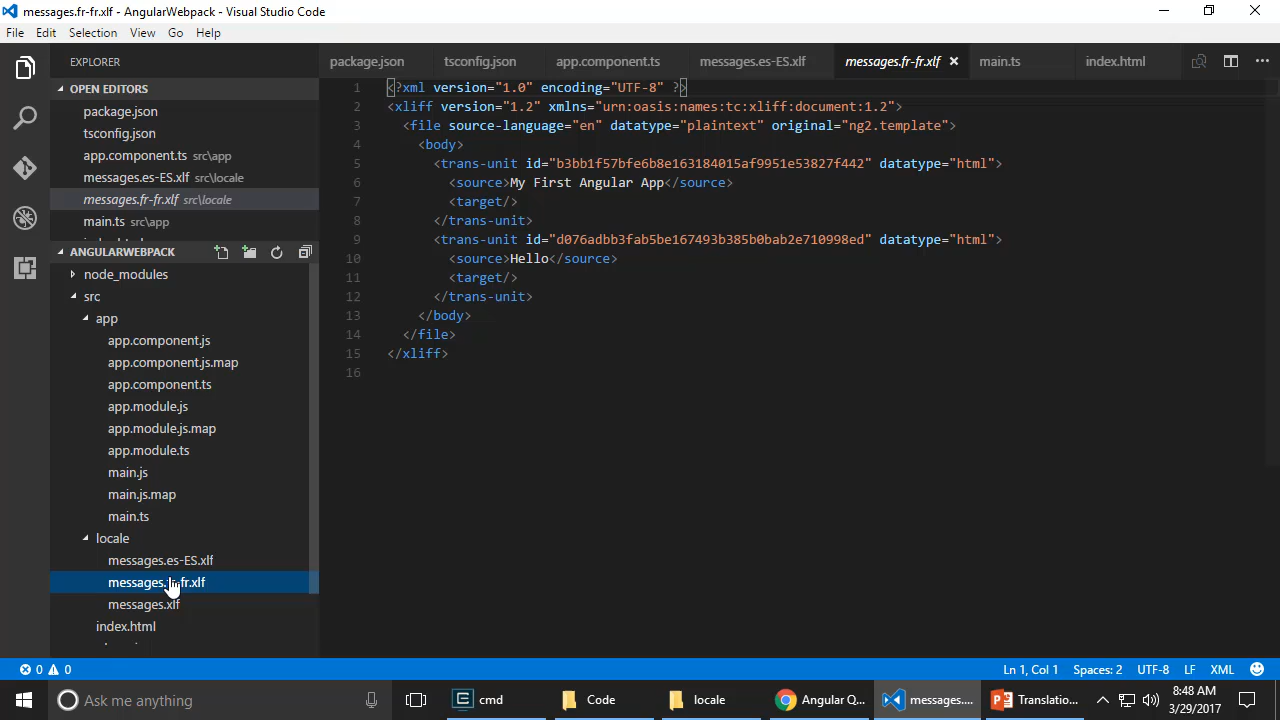 messages.fr-fr.xlf - AngularWebpack - Visual Studio Code
File Edit Selection View Go Help
EXPLORER
OPEN EDITORS
package.json
tsconfig.json
app.component.ts src\app
messages.es-ES.xlf src\locale
messages.fr-fr.xlf src\locale
main.ts src\app
ANGULARWEBPACK
node_modules
src
app
app.component.js
app.component.js.map
app.component.ts
app.module.js
app.module.js.map
app.module.ts
main.js
main.js.map
main.ts
locale
messages.es-ES.xlf
messages.fr-fr.xlf
messages.xlf
index.html
package.json tsconfig.json app.component.ts messages.es-ES.xlf messages.fr-fr.xlf main.ts index.html
1 <?xml version="1.0" encoding="UTF-8" ?>
2 <xliff version="1.2" xmlns="urn:oasis:names:tc:xliff:document:1.2">
3 <file source-language="en" datatype="plaintext" original="ng2.template">
4 <body>
5 <trans-unit id="b3bb1f57bfe6b8e163184015af9951e53827f442" datatype="html">
6 <source>My First Angular App</source>
7 <target/>
8 </trans-unit>
9 <trans-unit id="d076adbb3fab5be167493b385b0bab2e710998ed" datatype="html">
10 <source>Hello</source>
11 <target/>
12 </trans-unit>
13 </body>
14 </file>
15 </xliff>
16
0 0 Ln 1, Col 1 Spaces: 2 UTF-8 LF XML
Ask me anything cmd Code locale Angular Q... messages.... Translatio... 8:48 AM
3/29/2017